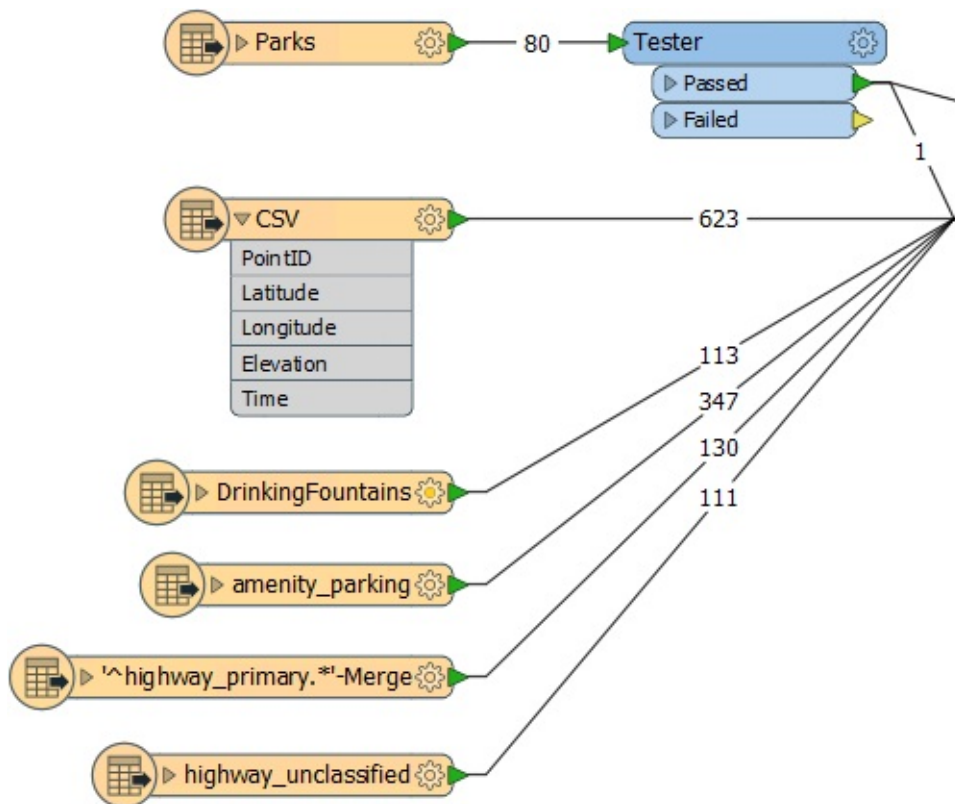 Parks
80
Tester
Passed
Failed
1
CSV
623
PointID
Latitude
Longitude
Elevation
Time
113
347
130
111
DrinkingFountains
amenity_parking
'^highway_primary.*'-Merge
highway_unclassified